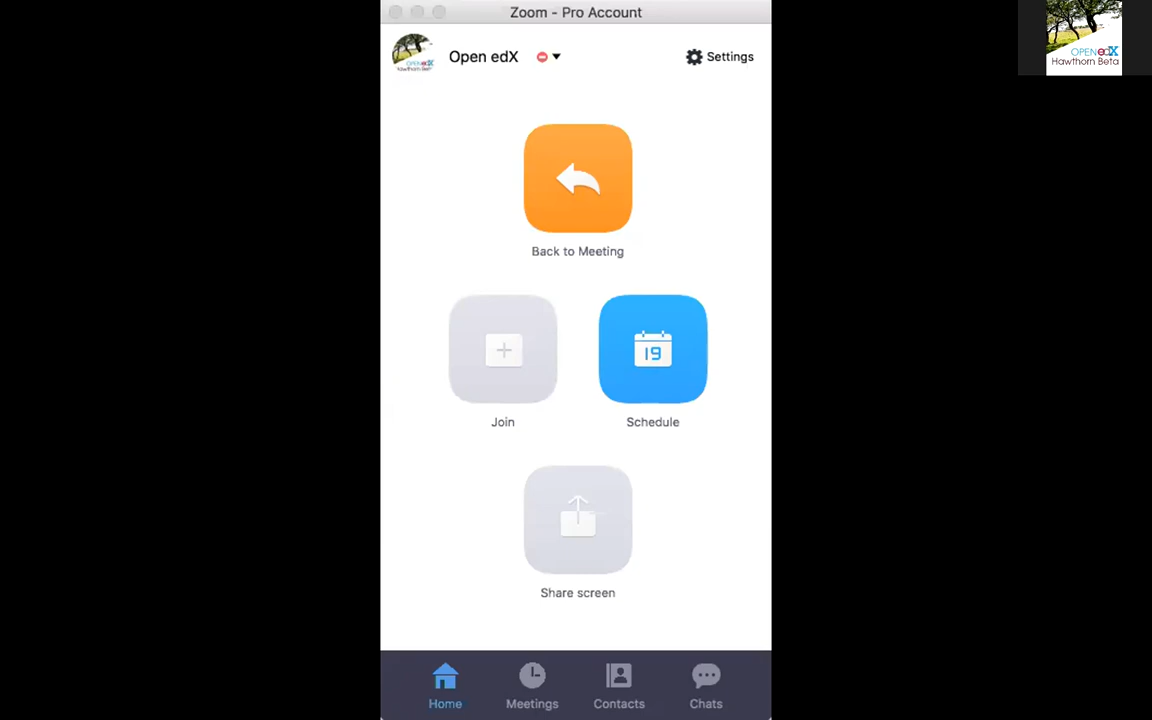 Zoom - Pro Account
Open edX
Settings
OPEN edX
Hawthorn Beta
Back to Meeting
19
Join
Schedule
Share screen
Home
Meetings
Contacts
Chats